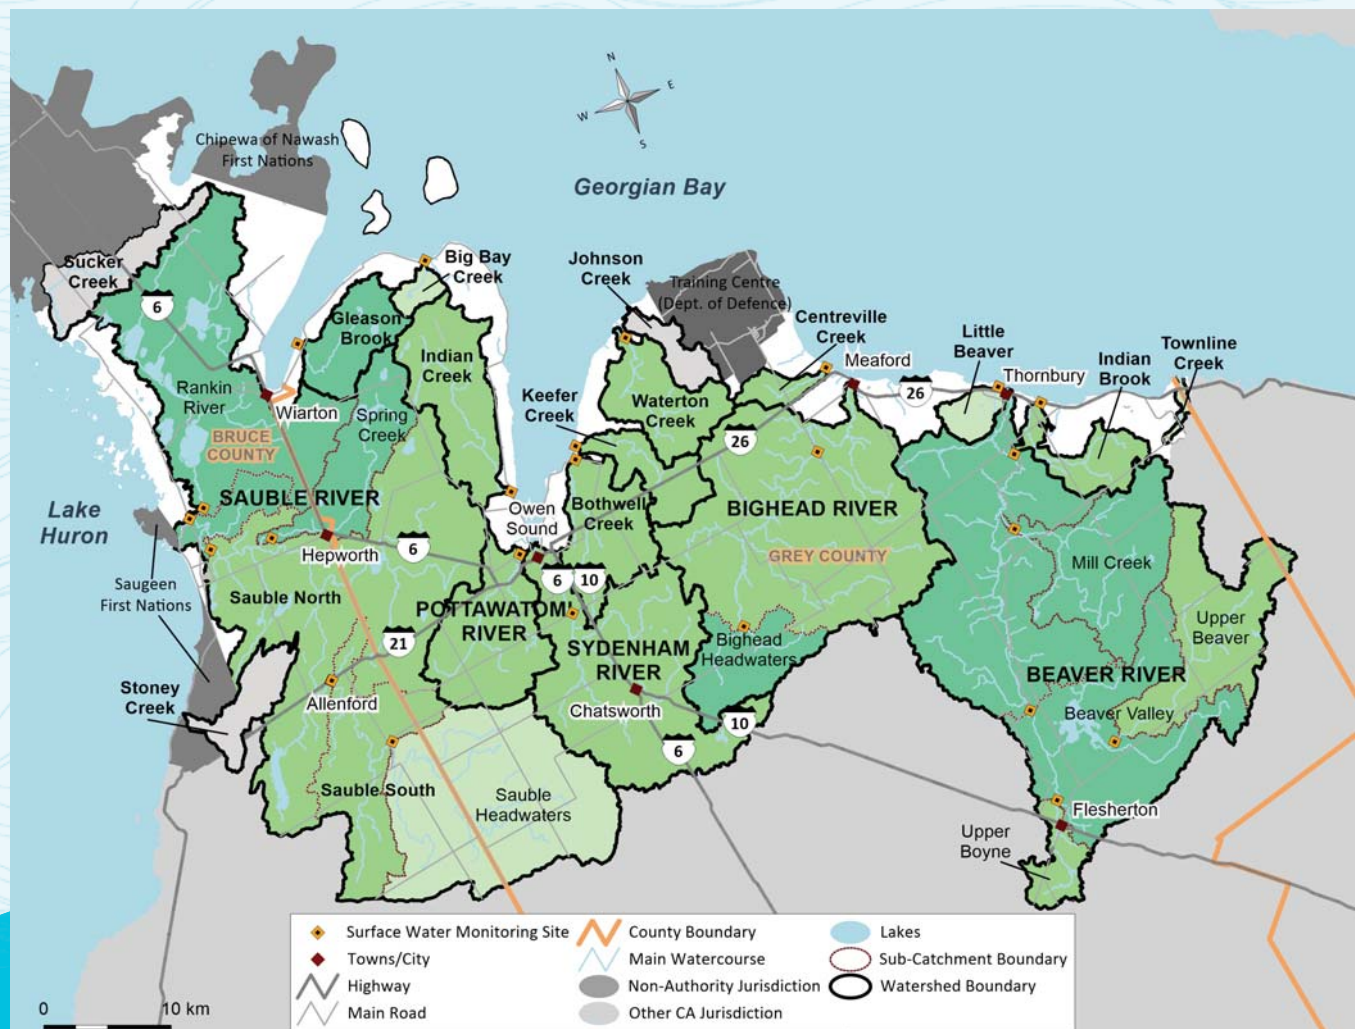 N
E
W
S
Chipewa of Nawash
First Nations
Georgian Bay
Sucker
Creek
6
Big Bay
Creek
Johnson
Creek
Training Centre
(Dept. of Defence)
Gleason
Brook
Indian
Creek
Centreville
Creek
Meaford
Little
Beaver
Thornbury
Indian
Brook
Townline
Creek
26
Rankin
River
Wiarton
Spring
Creek
Keefer
Creek
Waterton
Creek
26
BRUCE
COUNTY
SAUBLE RIVER
Lake
Huron
Owen
Sound
Bothwell
Creek
BIGHEAD RIVER
GREY COUNTY
Hepworth
6
6
10
Mill Creek
Saugeen
First Nations
Sauble North
POTTAWATOMI
RIVER
21
SYDENHAM
RIVER
Bighead
Headwaters
Upper
Beaver
BEAVER RIVER
Beaver Valley
Stoney
Creek
Allenford
Chatsworth
10
6
Sauble South
Sauble
Headwaters
Flesherton
Upper
Boyne
Surface Water Monitoring Site
Towns/City
Highway
Main Road
County Boundary
Main Watercourse
Non-Authority Jurisdiction
Other CA Jurisdiction
Lakes
Sub-Catchment Boundary
Watershed Boundary
0 10 km